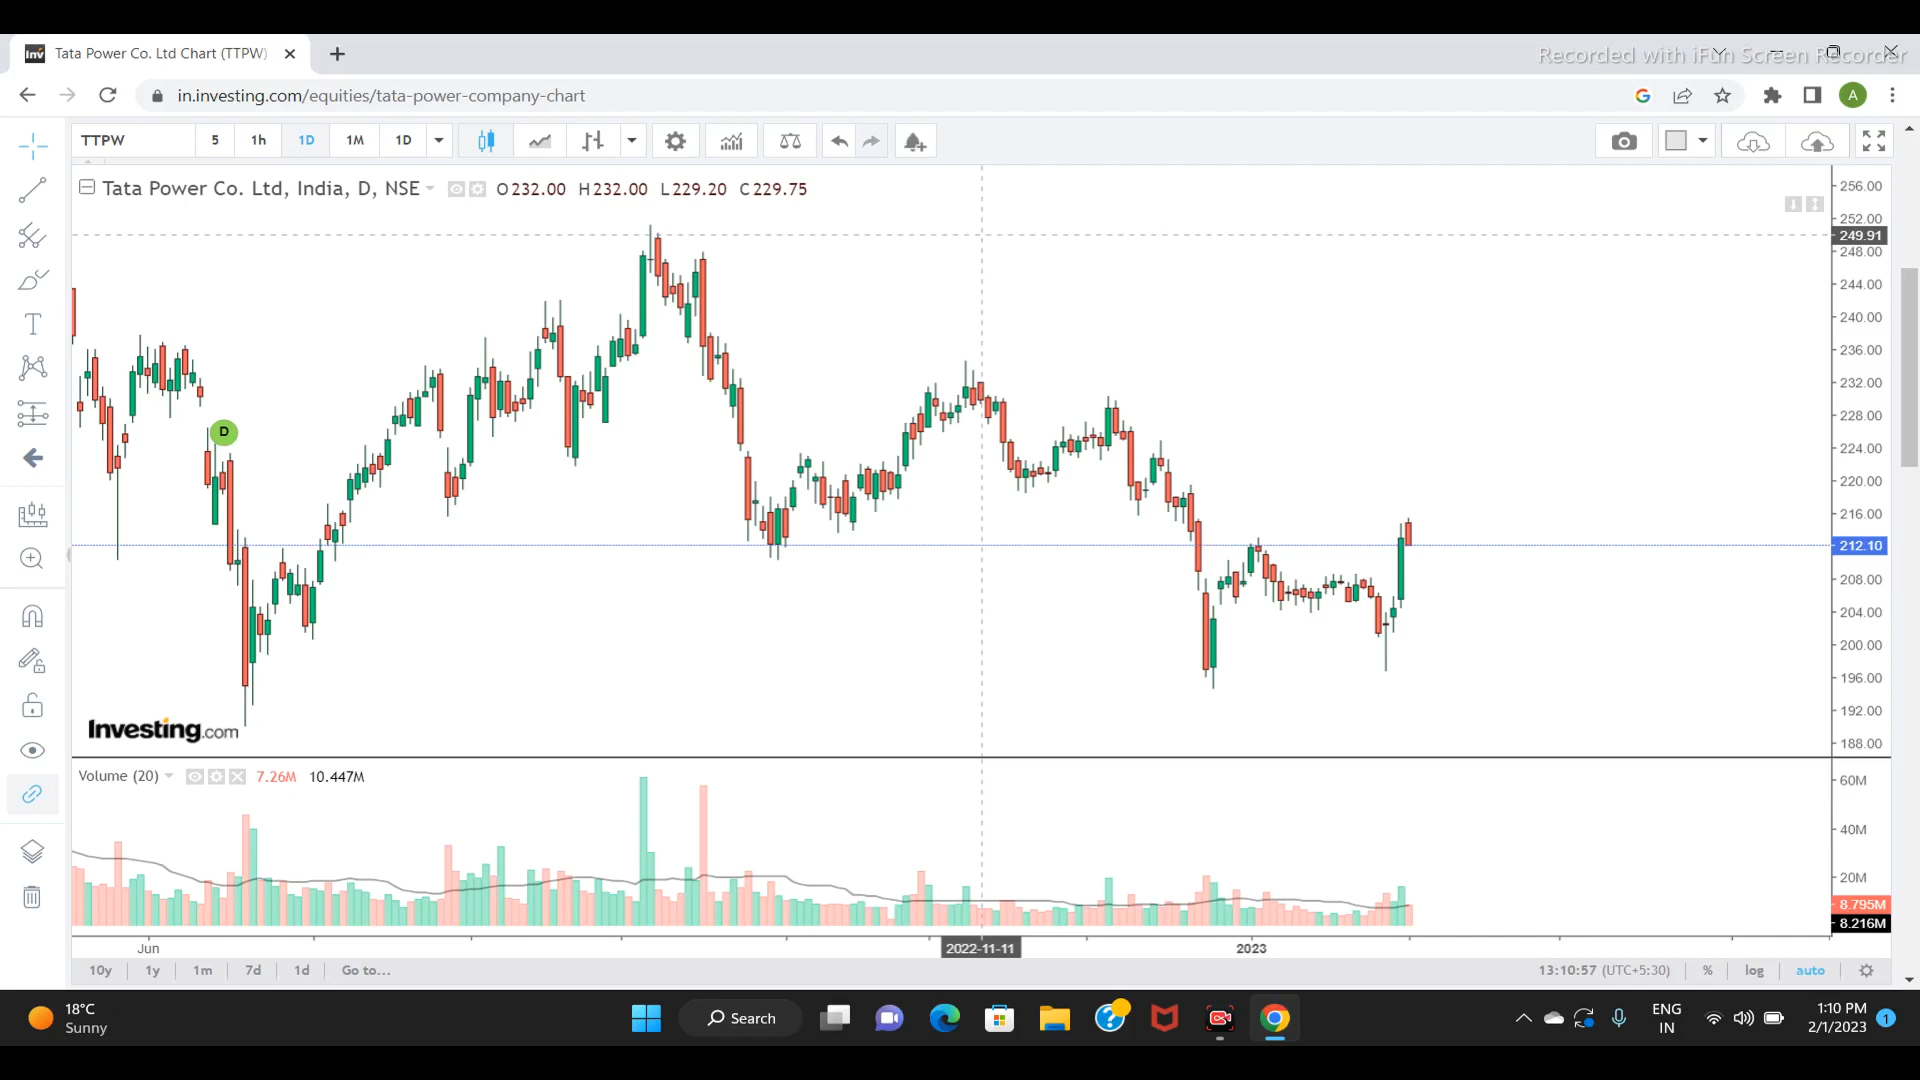 Tata Power Co. Ltd Chart (TTPW)
Recorded with iFun Screen Recorder
in.investing.com/equities/tata-power-company-chart
A
TTPW 5 1h 1D 1M 1D
Tata Power Co. Ltd, India, D, NSE O 232.00 H 232.00 L 229.20 C 229.75
256.00
252.00
249.91
248.00
244.00
240.00
236.00
232.00
228.00
D
224.00
220.00
216.00
212.10
208.00
204.00
200.00
196.00
192.00
Investing.com
188.00
Volume (20) 7.26M 10.447M
60M
40M
20M
8.795M
8.216M
Jun 2022-11-11 2023
10y 1y 1m 7d 1d Go to... 13:10:57 (UTC+5:30) % log auto
18°C
Sunny
Search
ENG
IN
1:10 PM
2/1/2023
1